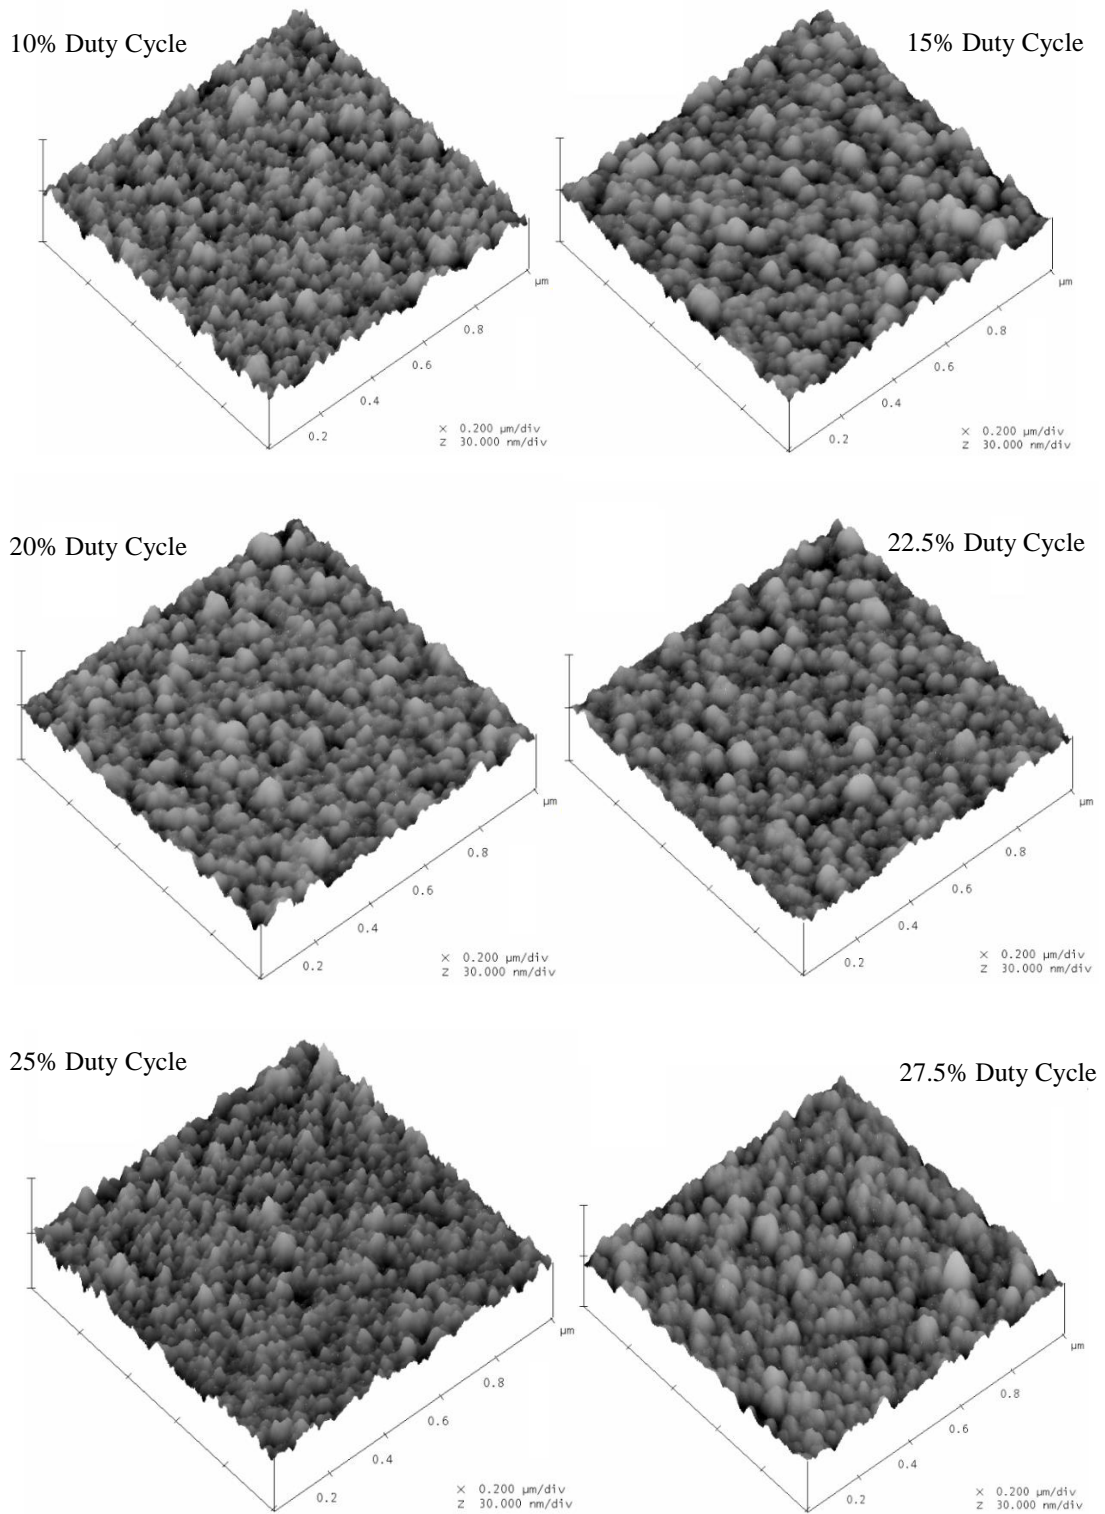 10% Duty Cycle
15% Duty Cycle
µm
0.8
0.6
0.4
0.2
X 0.200 µm/div
Z 30.000 nm/div
µm
0.8
0.6
0.4
0.2
X 0.200 µm/div
Z 30.000 nm/div
20% Duty Cycle
22.5% Duty Cycle
µm
0.8
0.6
0.4
0.2
X 0.200 µm/div
Z 30.000 nm/div
µm
0.8
0.6
0.4
0.2
X 0.200 µm/div
Z 30.000 nm/div
25% Duty Cycle
27.5% Duty Cycle
µm
0.8
0.6
0.4
0.2
X 0.200 µm/div
Z 30.000 nm/div
µm
0.8
0.6
0.4
0.2
X 0.200 µm/div
Z 30.000 nm/div